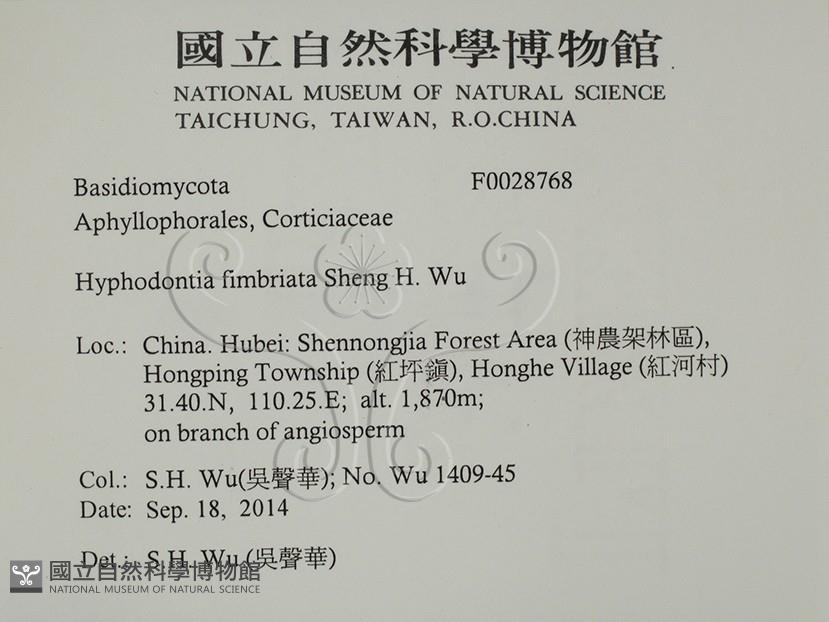 國立自然科學博物館
NATIONAL MUSEUM OF NATURAL SCIENCE
TAICHUNG, TAIWAN, R.O.CHINA
Basidiomycota F0028768
Aphyllophorales, Corticiaceae
Hyphodontia fimbriata Sheng H. Wu
Loc.: China. Hubei: Shennongjia Forest Area (神農架林區),
Hongping Township (紅坪鎭), Honghe Village (紅河村)
31.40.N, 110.25.E; alt. 1,870m;
on branch of angiosperm
Col.: S.H. Wu(吳聲華); No. Wu 1409-45
Date: Sep. 18, 2014
Det.: S.H. Wu (吳聲華)
國立自然科學博物館
NATIONAL MUSEUM OF NATURAL SCIENCE